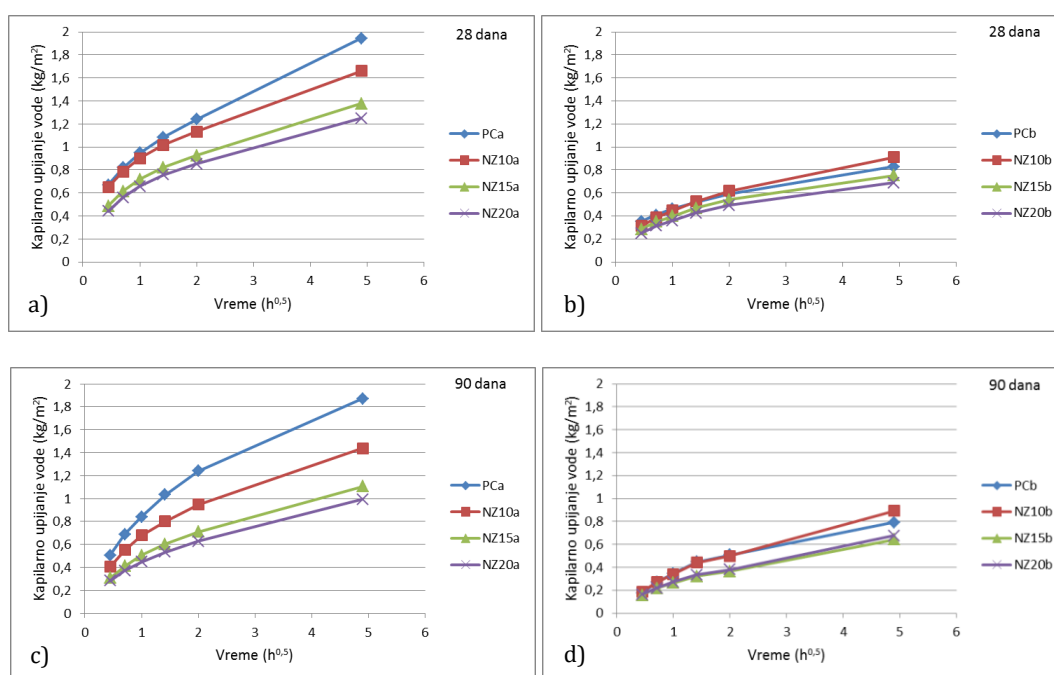 28 dana
Kapilarno upijanje vode (kg/m²)
2
1,8
1,6
1,4
1,2
1
0,8
0,6
0,4
0,2
0
0 1 2 3 4 5 6
Vreme (h⁰,⁵)
PCa
NZ10a
NZ15a
NZ20a
a)
28 dana
Kapilarno upijanje vode (kg/m²)
2
1,8
1,6
1,4
1,2
1
0,8
0,6
0,4
0,2
0
0 1 2 3 4 5 6
Vreme (h⁰,⁵)
PCb
NZ10b
NZ15b
NZ20b
b)
90 dana
Kapilarno upijanje vode (kg/m²)
2
1,8
1,6
1,4
1,2
1
0,8
0,6
0,4
0,2
0
0 1 2 3 4 5 6
Vreme (h⁰,⁵)
PCa
NZ10a
NZ15a
NZ20a
c)
90 dana
Kapilarno upijanje vode (kg/m²)
2
1,8
1,6
1,4
1,2
1
0,8
0,6
0,4
0,2
0
0 1 2 3 4 5 6
Vreme (h⁰,⁵)
PCb
NZ10b
NZ15b
NZ20b
d)